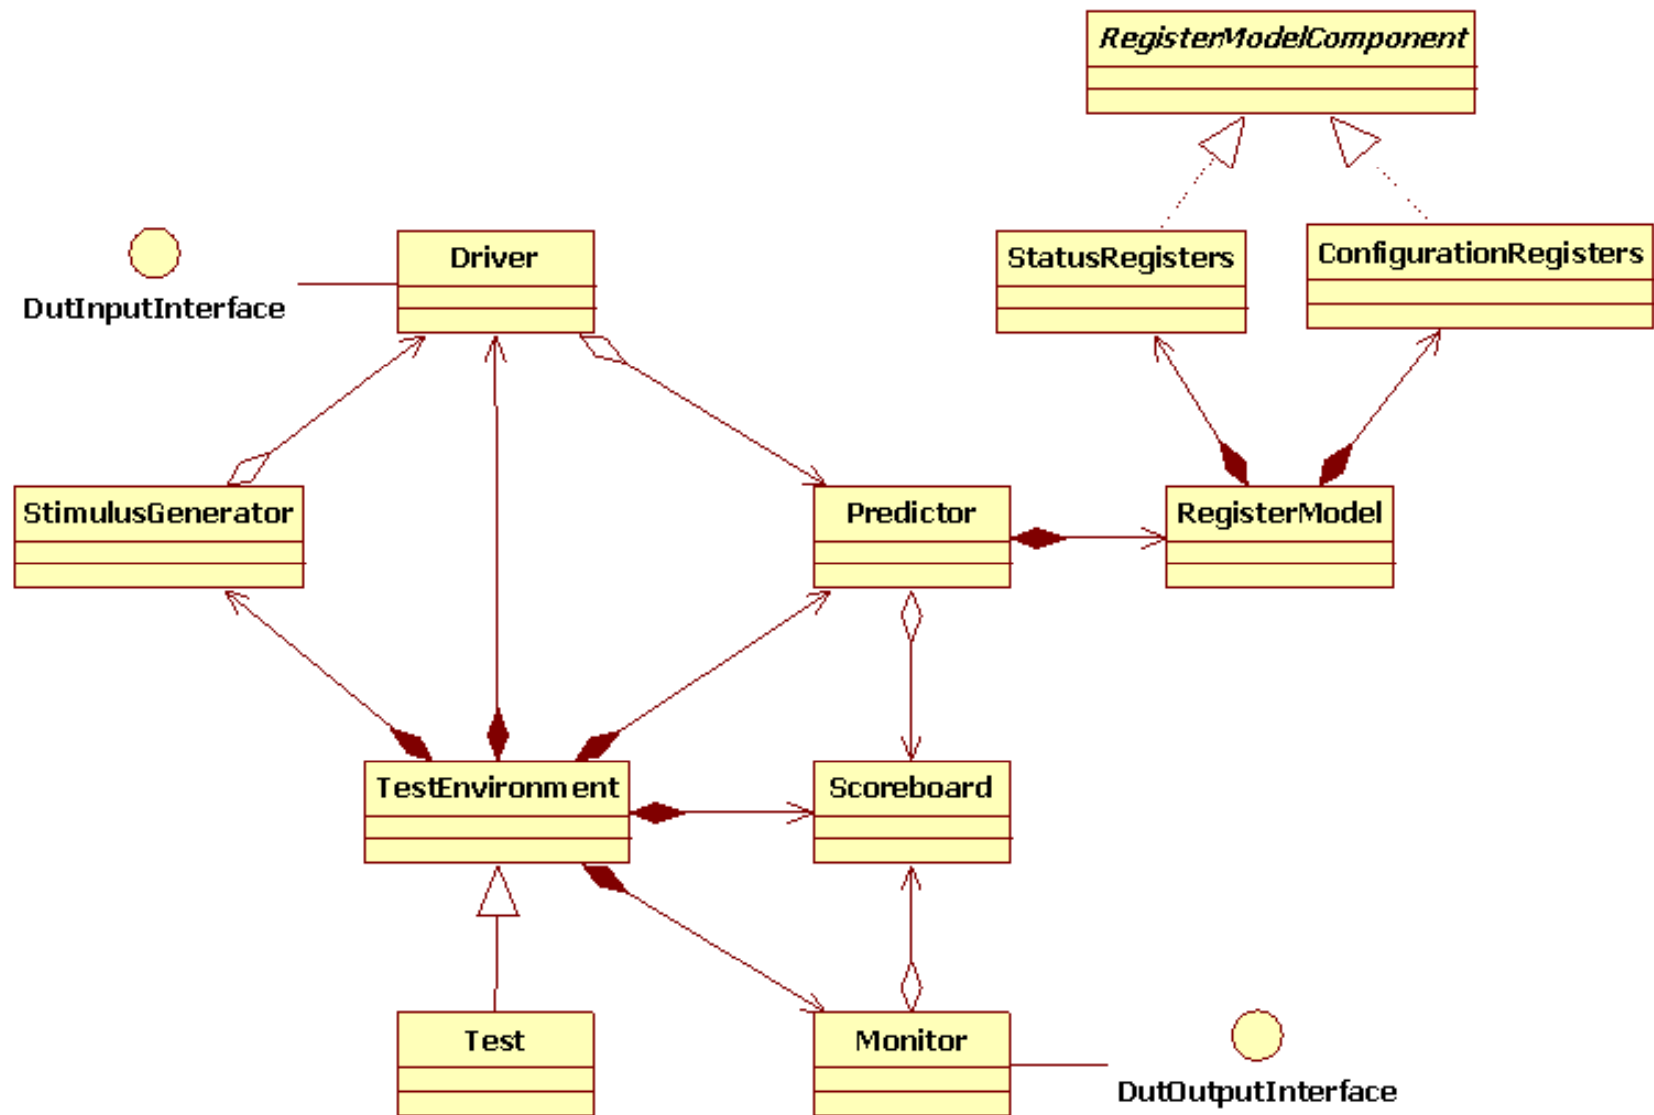 RegisterModelComponent
Driver
StatusRegisters
ConfigurationRegisters
DutInputInterface
StimulusGenerator
Predictor
RegisterModel
TestEnvironment
Scoreboard
Test
Monitor
DutOutputInterface